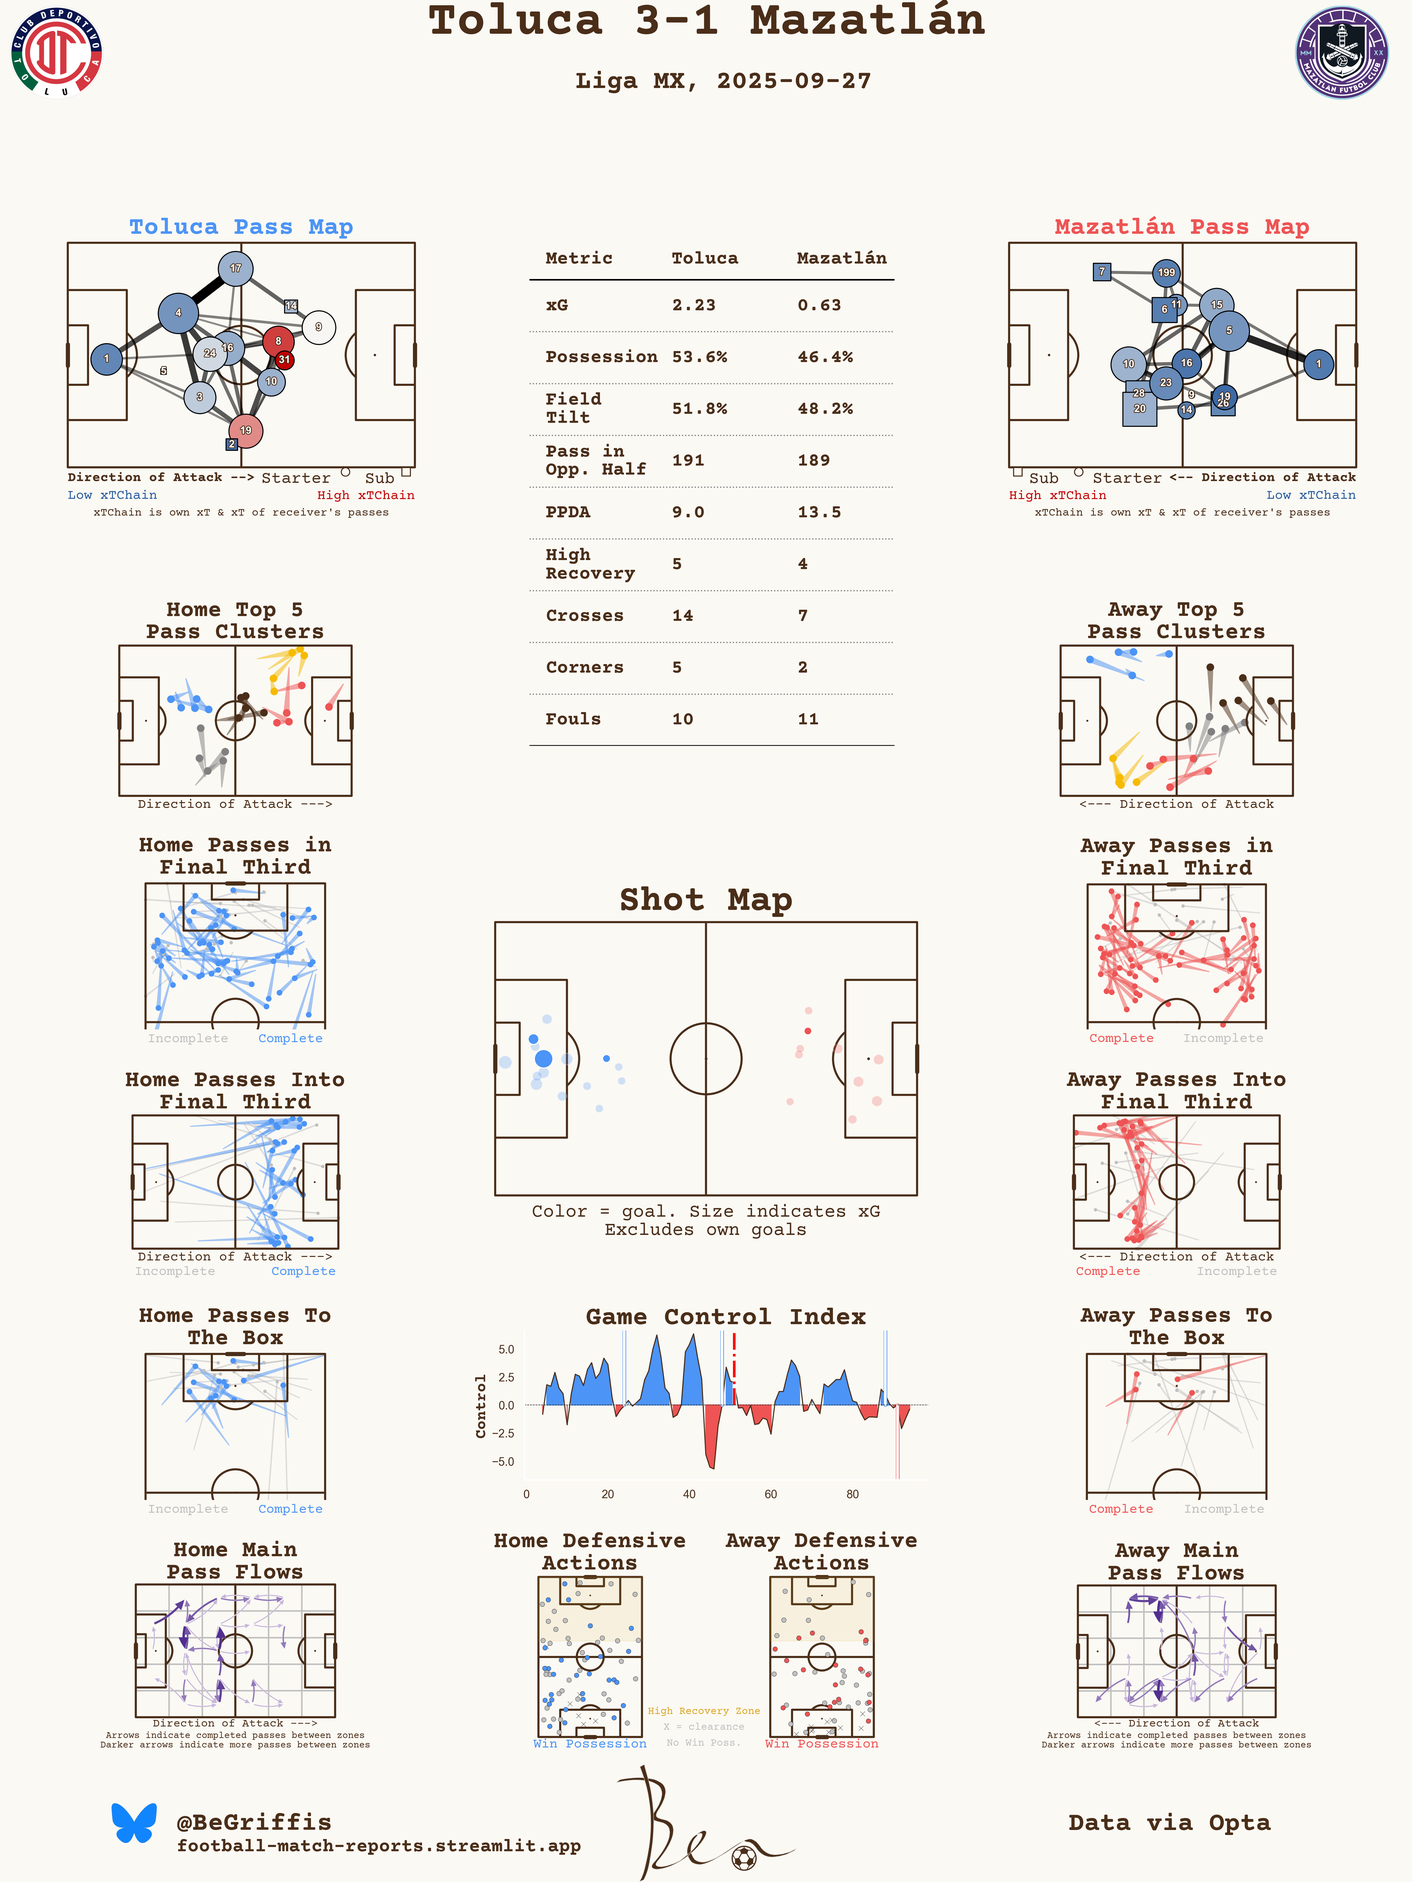 Toluca 3-1 Mazatlán
Liga MX, 2025-09-27
CLUB DEPORTIVO
TOLUCA
MM XX
MAZATLAN FUTBOL CLUB
Toluca Pass Map
17
14
4
9
8
16
24
31
1
5
10
3
19
2
Direction of Attack --> Starter Sub
Low xTChain High xTChain
xTChain is own xT & xT of receiver's passes
Metric Toluca Mazatlán
xG 2.23 0.63
Possession 53.6% 46.4%
Field
Tilt 51.8% 48.2%
Pass in
Opp. Half 191 189
PPDA 9.0 13.5
High
Recovery 5 4
Crosses 14 7
Corners 5 2
Fouls 10 11
Mazatlán Pass Map
7
199
11
15
6
5
10
16
1
23
28
9
19
26
20
14
Sub Starter <-- Direction of Attack
High xTChain Low xTChain
xTChain is own xT & xT of receiver's passes
Home Top 5
Pass Clusters
Direction of Attack --->
Away Top 5
Pass Clusters
<--- Direction of Attack
Home Passes in
Final Third
Incomplete Complete
Shot Map
Color = goal. Size indicates xG
Excludes own goals
Away Passes in
Final Third
Complete Incomplete
Home Passes Into
Final Third
Direction of Attack --->
Incomplete Complete
Away Passes Into
Final Third
<--- Direction of Attack
Complete Incomplete
Home Passes To
The Box
Incomplete Complete
Game Control Index
Control
5.0
2.5
0.0
−2.5
−5.0
0 20 40 60 80
Away Passes To
The Box
Complete Incomplete
Home Main
Pass Flows
Direction of Attack --->
Arrows indicate completed passes between zones
Darker arrows indicate more passes between zones
Home Defensive
Actions
Win Possession
Away Defensive
Actions
Win Possession
High Recovery Zone
X = clearance
No Win Poss.
Away Main
Pass Flows
<--- Direction of Attack
Arrows indicate completed passes between zones
Darker arrows indicate more passes between zones
@BeGriffis
football-match-reports.streamlit.app
Ben
Data via Opta